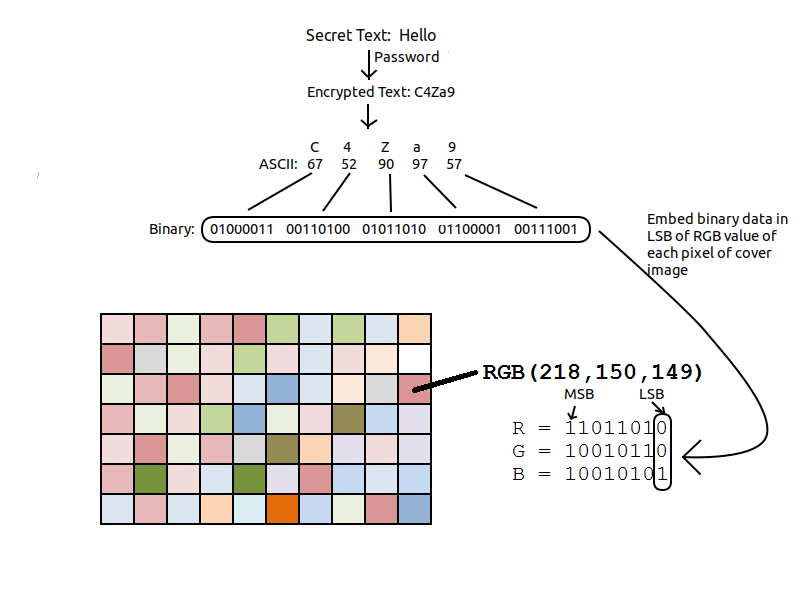 Secret Text: Hello
Password
Encrypted Text: C4Za9
C 4 Z a 9
ASCII: 67 52 90 97 57
Binary: 01000011 00110100 01011010 01100001 00111001
Embed binary data in
LSB of RGB value of
each pixel of cover
image
RGB(218,150,149)
MSB LSB
R = 11011010
G = 10010110
B = 10010101